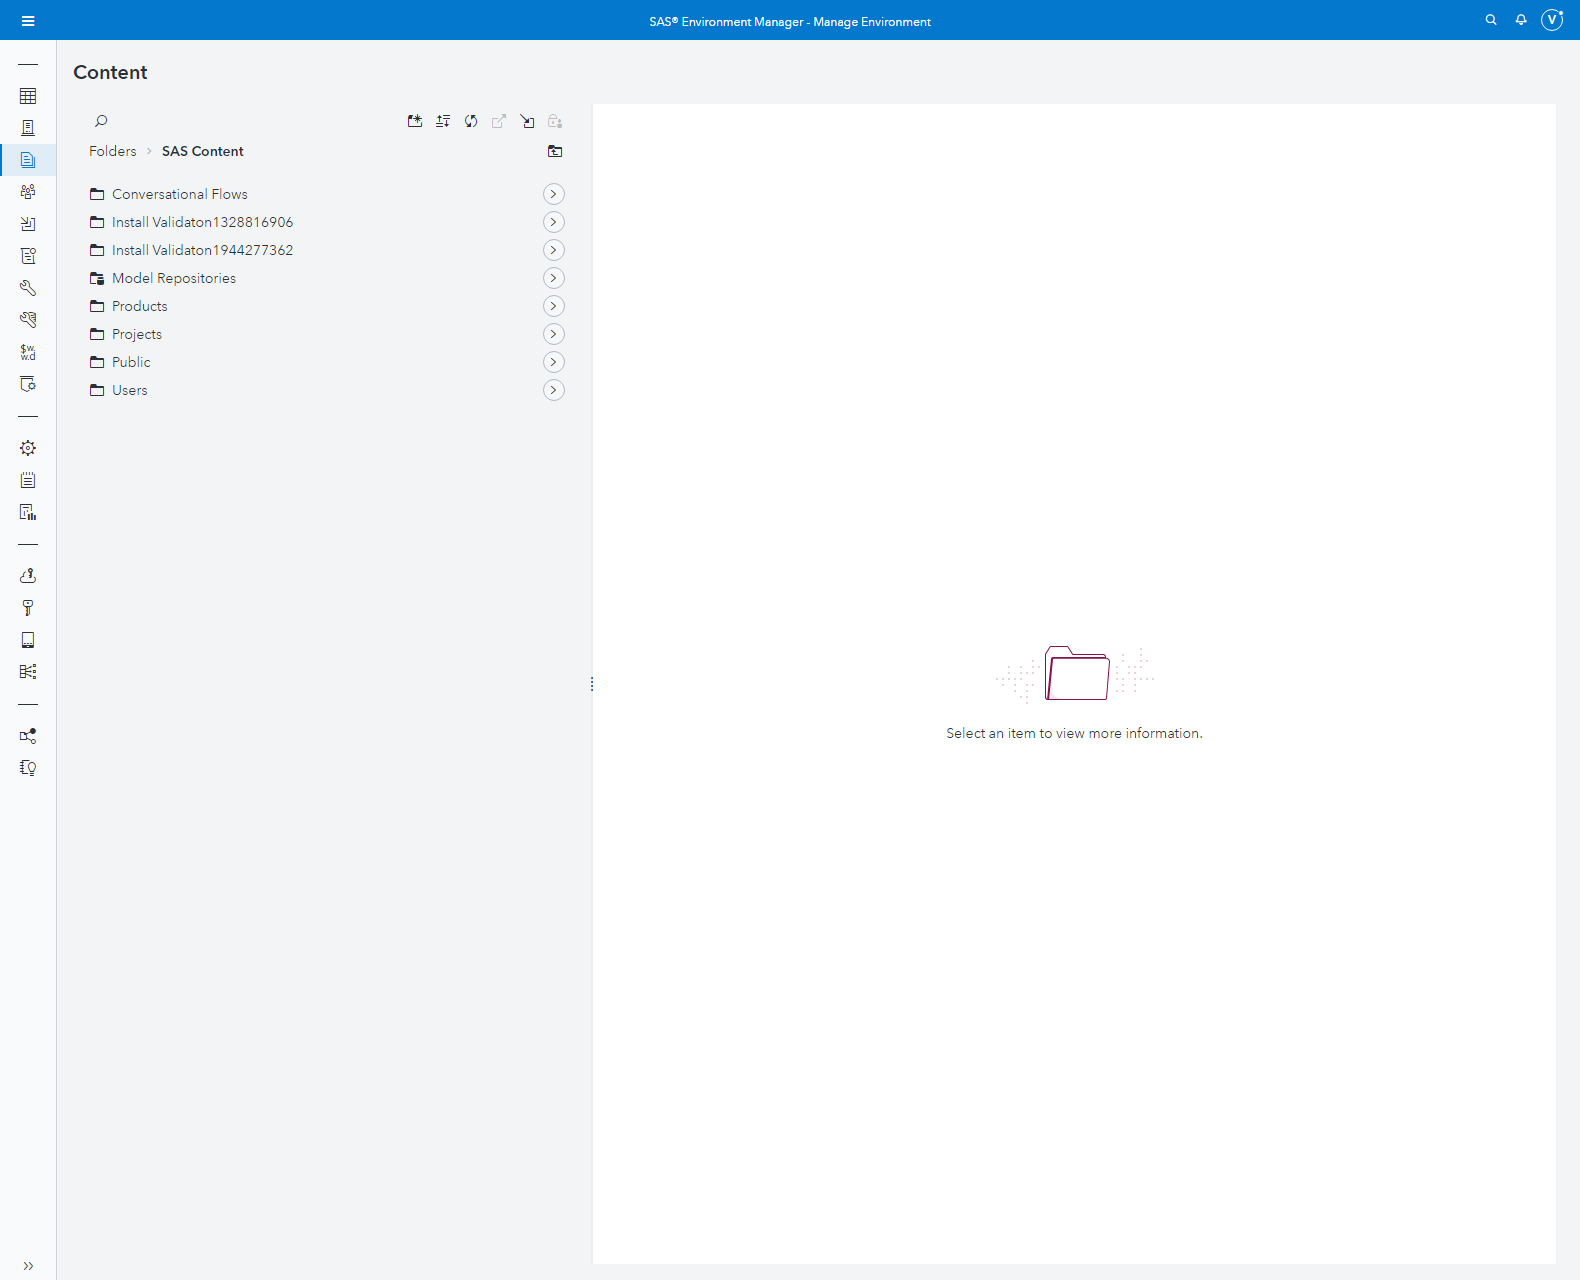 SAS® Environment Manager - Manage Environment
V
Content
Folders > SAS Content
Conversational Flows
Install Validaton1328816906
Install Validaton1944277362
Model Repositories
Products
Projects
Public
Users
$w.
w.d
Select an item to view more information.